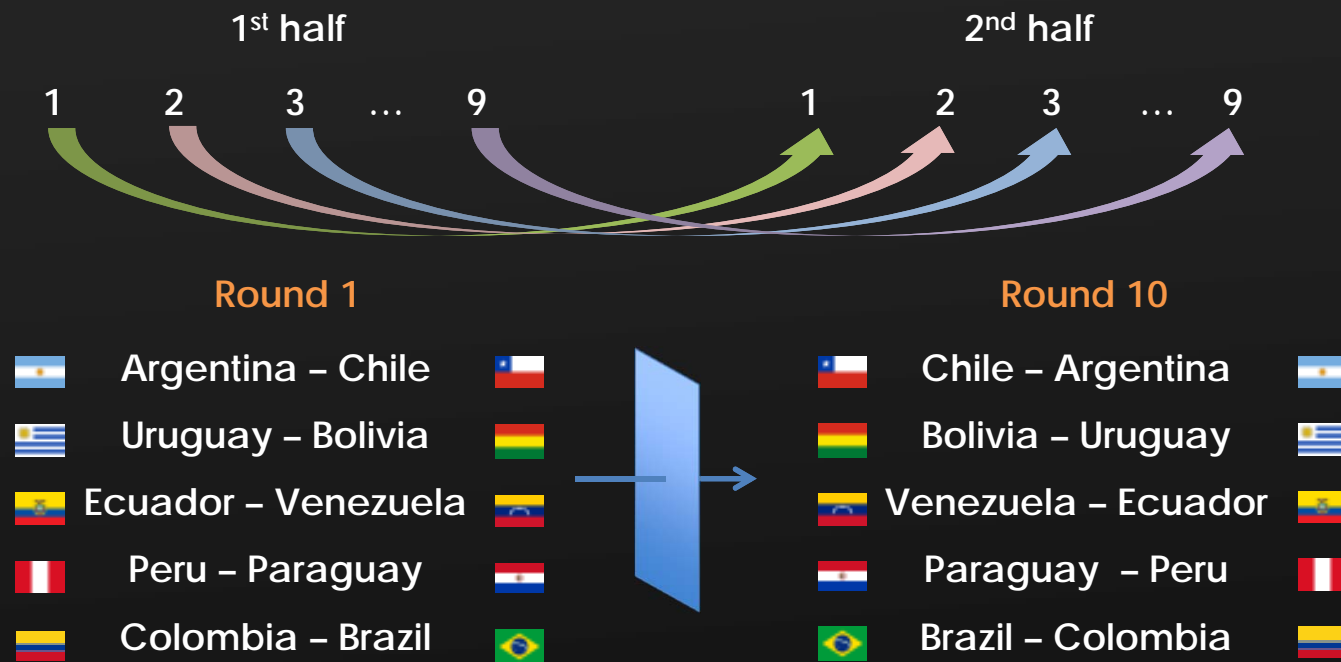 1st half 2nd half
1 2 3 … 9 1 2 3 … 9
Round 1 Round 10
Argentina – Chile Chile – Argentina
Uruguay – Bolivia Bolivia – Uruguay
Ecuador – Venezuela Venezuela – Ecuador
Peru – Paraguay Paraguay – Peru
Colombia – Brazil Brazil – Colombia